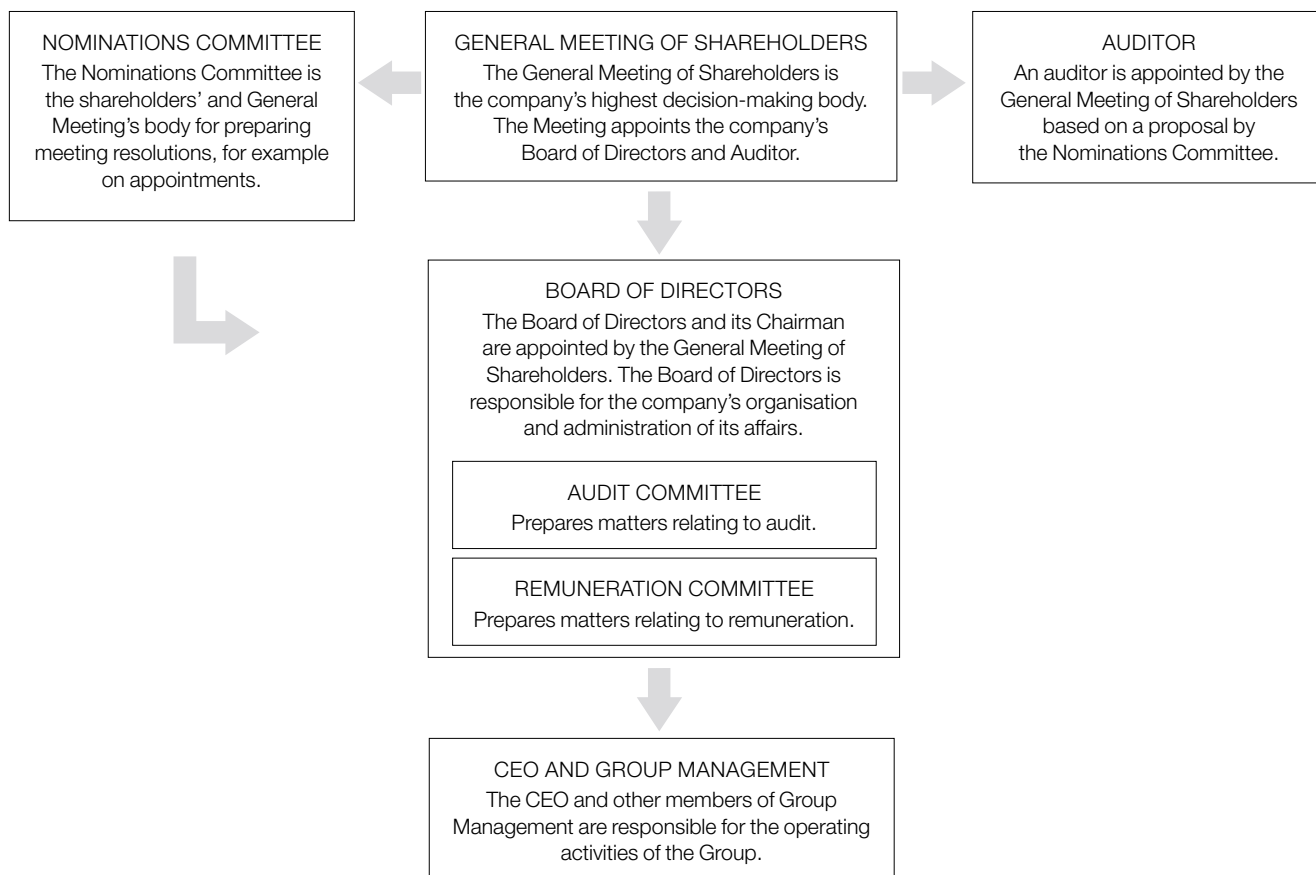 NOMINATIONS COMMITTEE
The Nominations Committee is
the shareholders’ and General
Meeting’s body for preparing
meeting resolutions, for example
on appointments.
GENERAL MEETING OF SHAREHOLDERS
The General Meeting of Shareholders is
the company’s highest decision-making body.
The Meeting appoints the company’s
Board of Directors and Auditor.
AUDITOR
An auditor is appointed by the
General Meeting of Shareholders
based on a proposal by
the Nominations Committee.
BOARD OF DIRECTORS
The Board of Directors and its Chairman
are appointed by the General Meeting of
Shareholders. The Board of Directors is
responsible for the company’s organisation
and administration of its affairs.
AUDIT COMMITTEE
Prepares matters relating to audit.
REMUNERATION COMMITTEE
Prepares matters relating to remuneration.
CEO AND GROUP MANAGEMENT
The CEO and other members of Group
Management are responsible for the operating
activities of the Group.